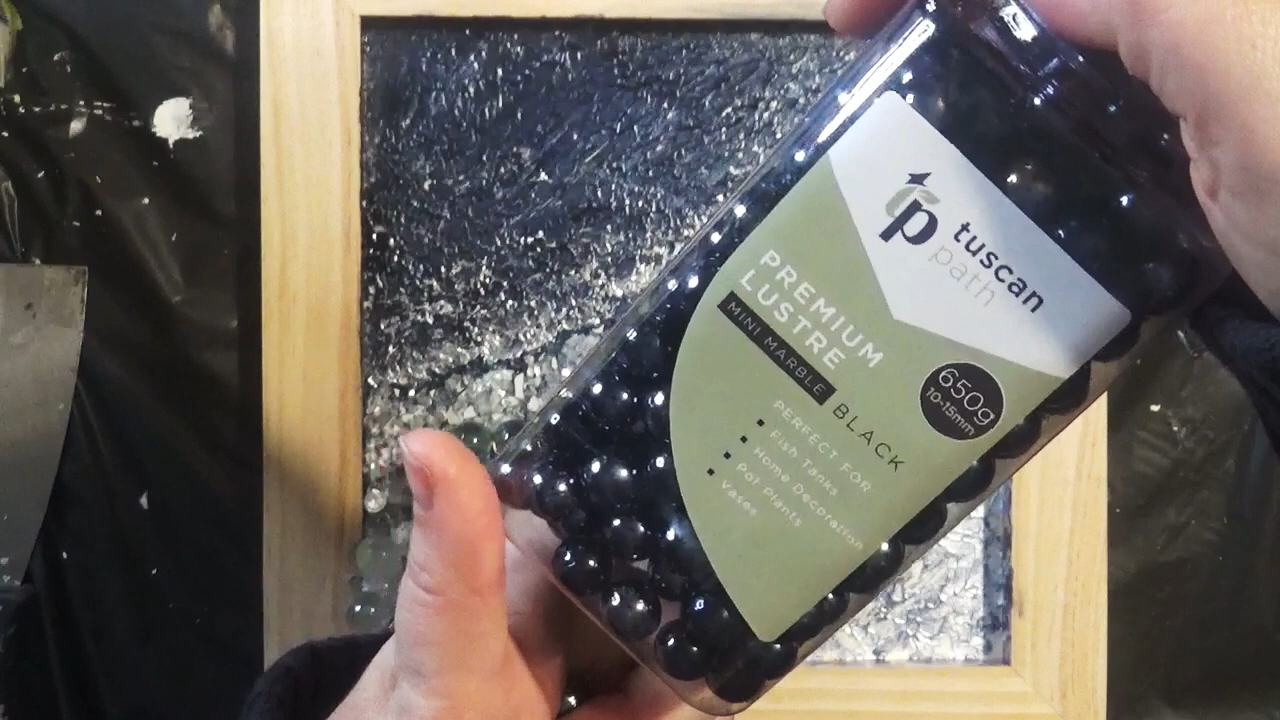 tp
tuscan
path
PREMIUM
LUSTRE
MINI MARBLE BLACK
650g
10-15mm
PERFECT FOR
Fish Tanks
Home Decoration
Pot Plants
Vases